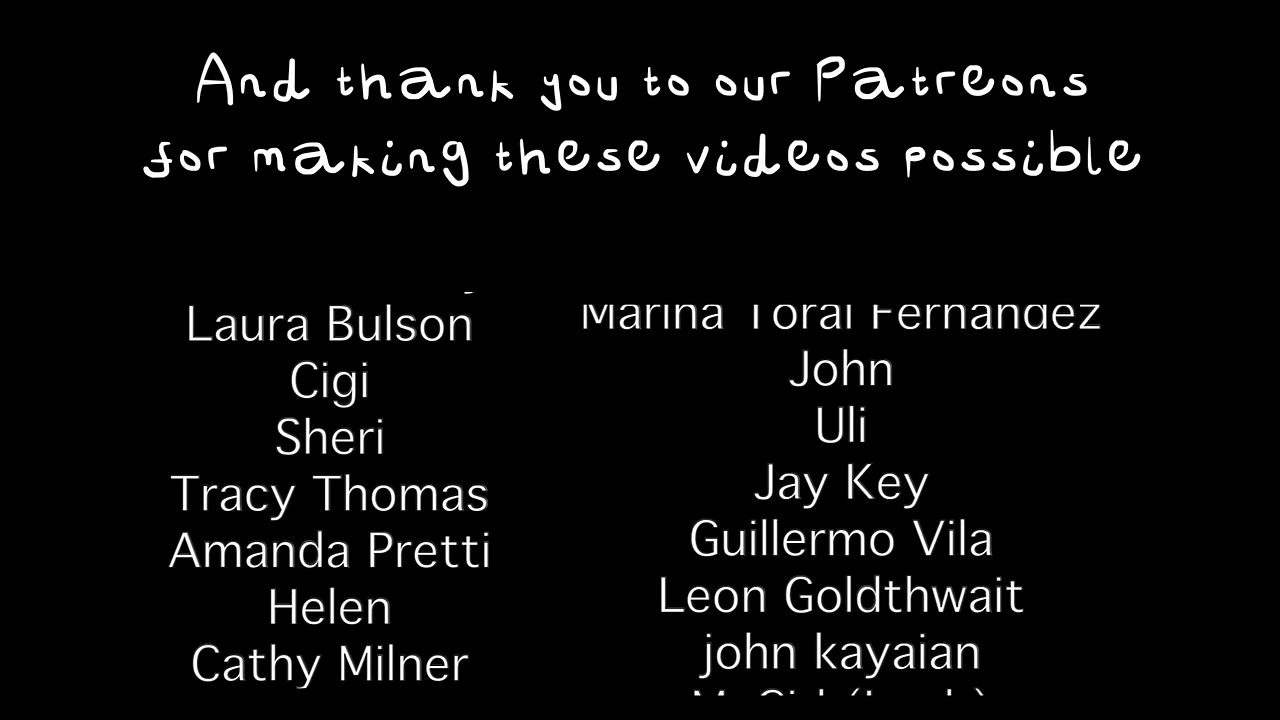 And thank you to our Patreons
for making these videos possible
Laura Bulson
Cigi
Sheri
Tracy Thomas
Amanda Pretti
Helen
Cathy Milner
Marina Toral Fernandez
John
Uli
Jay Key
Guillermo Vila
Leon Goldthwait
john kayaian